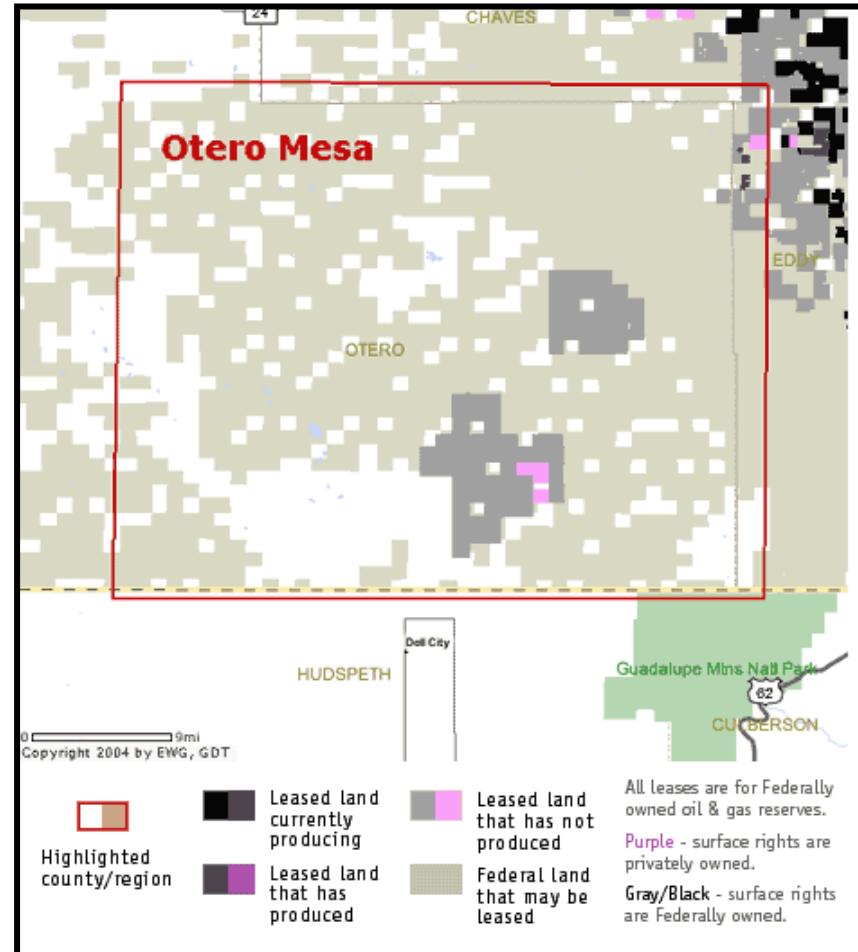 24
CHAVES
Otero Mesa
EDDY
OTERO
Dell City
HUDSPETH
Guadalupe Mtns Natl Park
62
CULBERSON
0 9mi
Copyright 2004 by EWG, GDT
Highlighted
county/region
Leased land
currently
producing
Leased land
that has
produced
Leased land
that has not
produced
Federal land
that may be
leased
All leases are for Federally
owned oil & gas reserves.
Purple - surface rights are
privately owned.
Gray/Black - surface rights
are Federally owned.